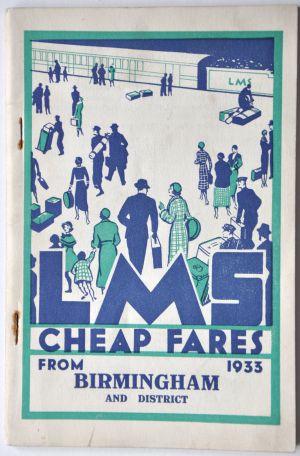 LMS
LMS
CHEAP FARES
FROM 1933
BIRMINGHAM
AND DISTRICT